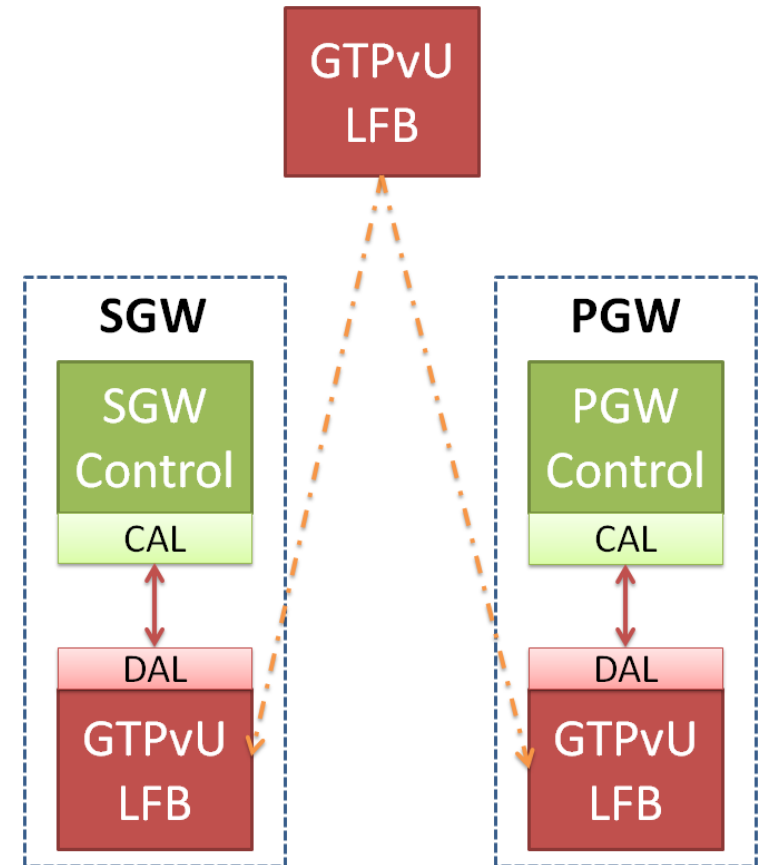 GTPvU
LFB
SGW
SGW
Control
CAL
DAL
GTPvU
LFB
PGW
PGW
Control
CAL
DAL
GTPvU
LFB